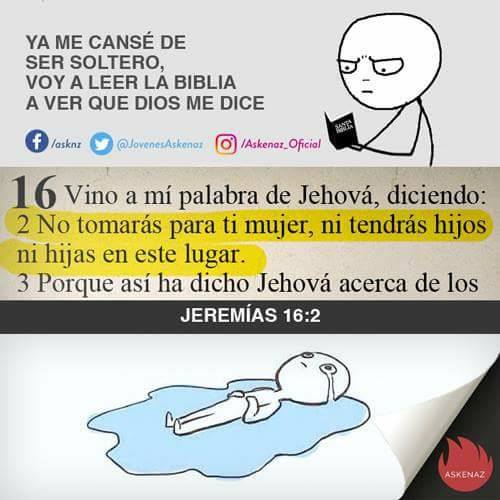 YA ME CANSÉ DE
SER SOLTERO,
VOY A LEER LA BIBLIA
A VER QUE DIOS ME DICE
SANTA
BIBLIA
/asknz @JovenesAskenaz /Askenaz_Oficial
16 Vino a mí palabra de Jehová, diciendo:
2 No tomarás para ti mujer, ni tendrás hijos
ni hijas en este lugar.
3 Porque así ha dicho Jehová acerca de los
JEREMÍAS 16:2
ASKENAZ